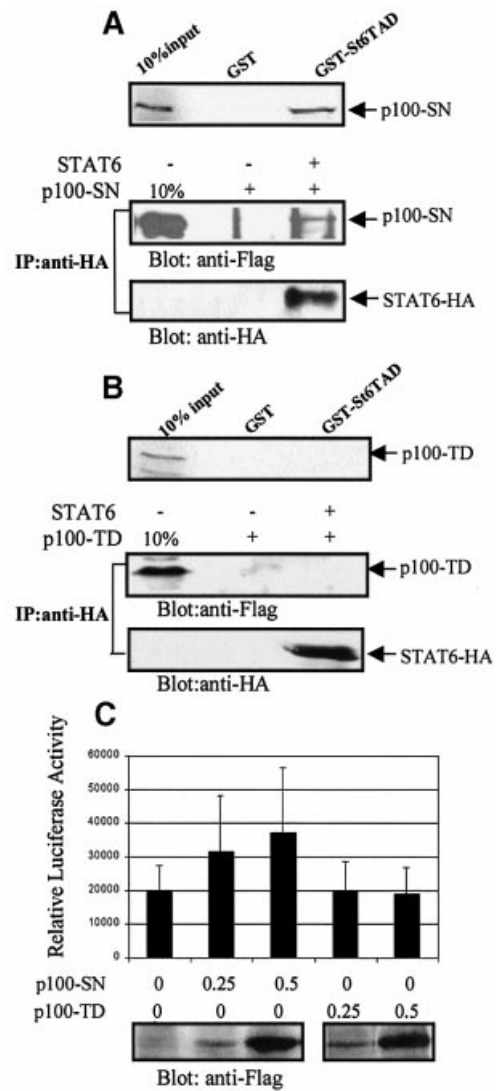 A
10%input GST GST-St6TAD
p100-SN
STAT6 - - +
p100-SN 10% + +
p100-SN
IP:anti-HA
Blot: anti-Flag
STAT6-HA
Blot: anti-HA
B
10% input GST GST-St6TAD
p100-TD
STAT6 - - +
p100-TD 10% + +
p100-TD
IP:anti-HA
Blot:anti-Flag
STAT6-HA
Blot:anti-HA
C
Relative Luciferase Activity
60000
50000
40000
30000
20000
10000
0
p100-SN 0 0.25 0.5 0 0
p100-TD 0 0 0 0.25 0.5
Blot: anti-Flag